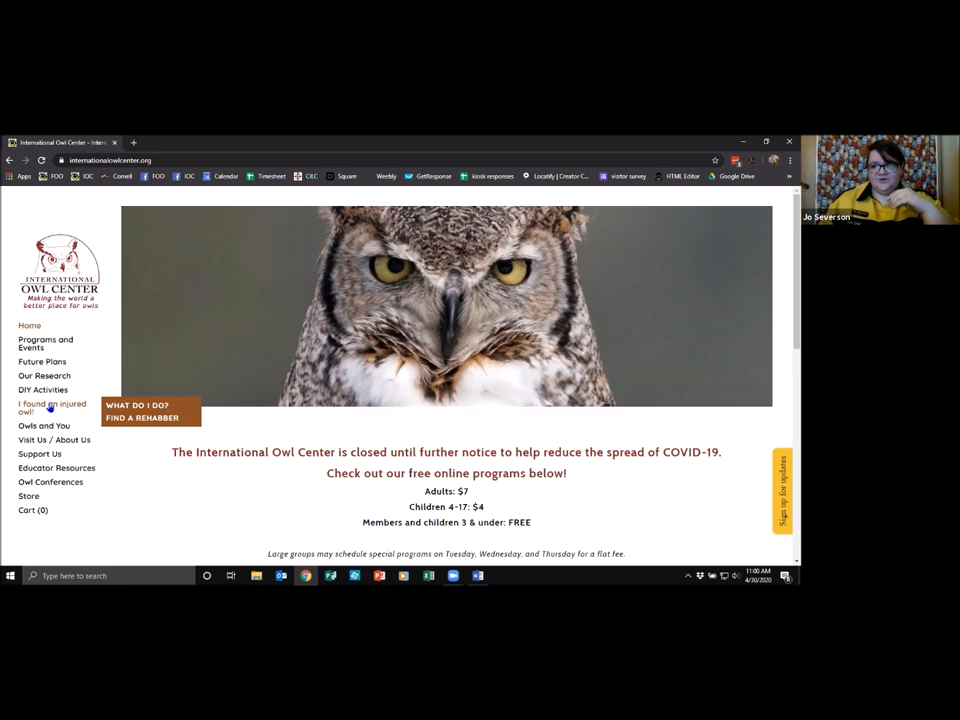 International Owl Center - Intern
internationalowlcenter.org
Apps
FOO
IOC
Cornell
FOO
IOC
Calendar
Timesheet
CILC
Square
Weebly
GetResponse
kiosk responses
Locatify | Creator C...
visitor survey
HTML Editor
Google Drive
»
Jo Severson
INTERNATIONAL
OWL CENTER
Making the world a
better place for owls
Home
Programs and
Events
Future Plans
Our Research
DIY Activities
I found an injured
owl!
WHAT DO I DO?
FIND A REHABBER
Owls and You
Visit Us / About Us
Support Us
Educator Resources
Owl Conferences
Store
Cart (0)
The International Owl Center is closed until further notice to help reduce the spread of COVID-19.
Check out our free online programs below!
Adults: $7
Children 4-17: $4
Members and children 3 & under: FREE
Large groups may schedule special programs on Tuesday, Wednesday, and Thursday for a flat fee.
Sign up for updates
Type here to search
11:00 AM
4/30/2020